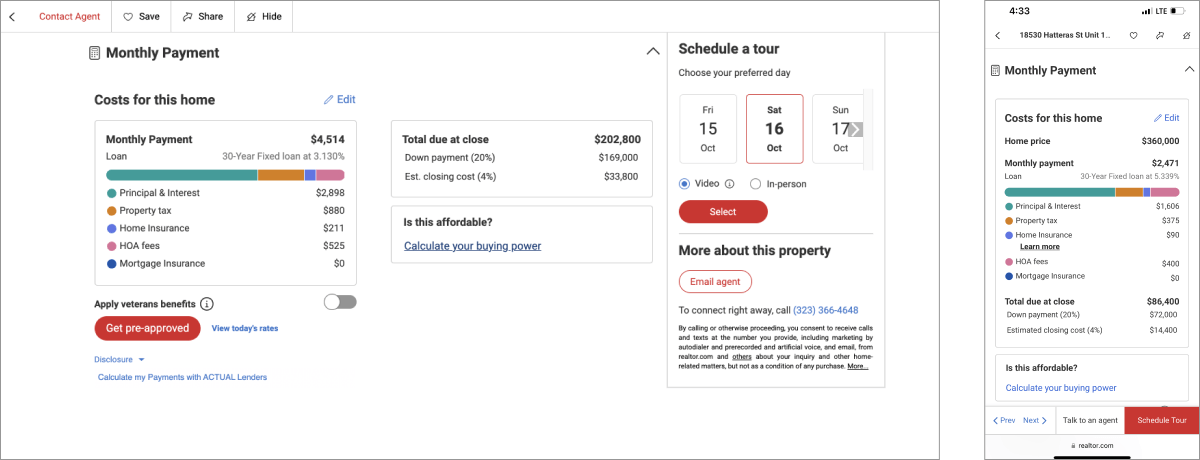 Contact Agent
Save
Share
Hide
Monthly Payment
Costs for this home
Edit
Monthly Payment $4,514
Loan 30-Year Fixed loan at 3.130%
Principal & Interest $2,898
Property tax $880
Home Insurance $211
HOA fees $525
Mortgage Insurance $0
Apply veterans benefits
Get pre-approved
View today's rates
Disclosure
Calculate my Payments with ACTUAL Lenders
Total due at close $202,800
Down payment (20%) $169,000
Est. closing cost (4%) $33,800
Is this affordable?
Calculate your buying power
Schedule a tour
Choose your preferred day
Fri Sat Sun
15 16 17
Oct Oct Oct
Video
In-person
Select
More about this property
Email agent
To connect right away, call (323) 366-4648
By calling or otherwise proceeding, you consent to receive calls
and texts at the number you provide, including marketing by
autodialer and prerecorded and artificial voice, and email, from
realtor.com and others about your inquiry and other home-
related matters, but not as a condition of any purchase. More...
4:33
LTE
18530 Hatteras St Unit 1...
Monthly Payment
Costs for this home
Edit
Home price $360,000
Monthly payment $2,471
Loan 30-Year Fixed loan at 5.339%
Principal & Interest $1,606
Property tax $375
Home Insurance $90
Learn more
HOA fees $400
Mortgage Insurance $0
Total due at close $86,400
Down payment (20%) $72,000
Estimated closing cost (4%) $14,400
Is this affordable?
Calculate your buying power
Prev Next
Talk to an agent
Schedule Tour
realtor.com